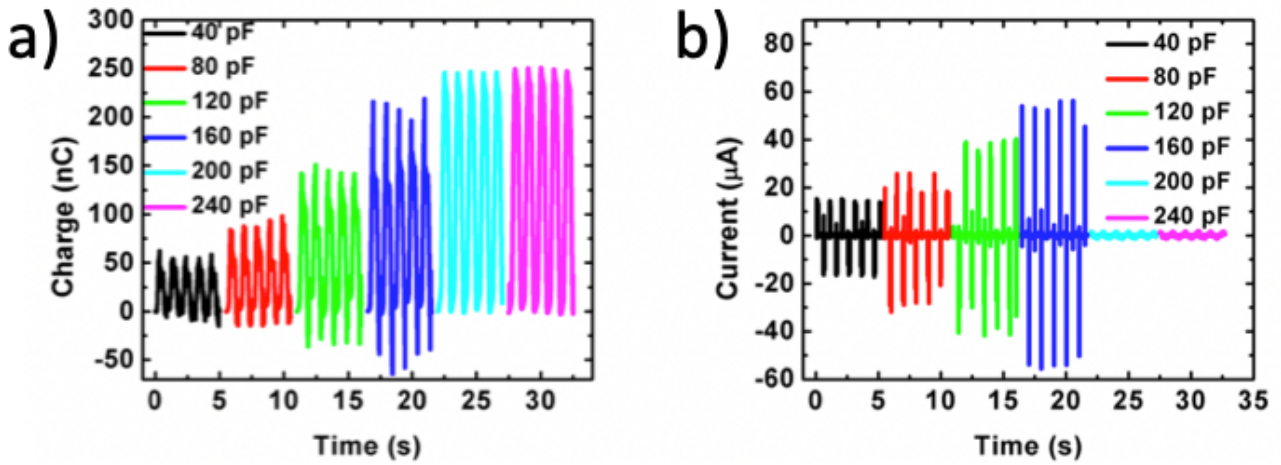 a)
300
250
200
150
100
50
0
-50
Charge (nC)
40 pF
80 pF
120 pF
160 pF
200 pF
240 pF
0 5 10 15 20 25 30
Time (s)
b)
80
60
40
20
0
-20
-40
-60
Current (μA)
40 pF
80 pF
120 pF
160 pF
200 pF
240 pF
0 5 10 15 20 25 30 35
Time (s)